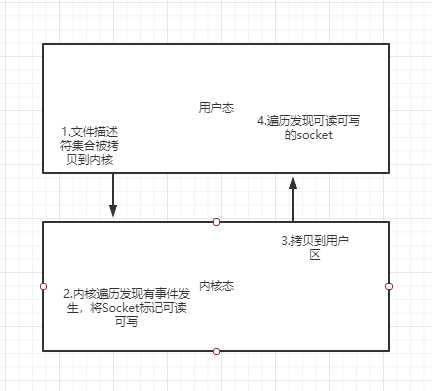 用户态
1.文件描述
符集合被拷
贝到内核
4.遍历发现可读可写
的socket
3.拷贝到用户
区
内核态
2.内核遍历发现有事件发
生，将Socket标记可读
可写